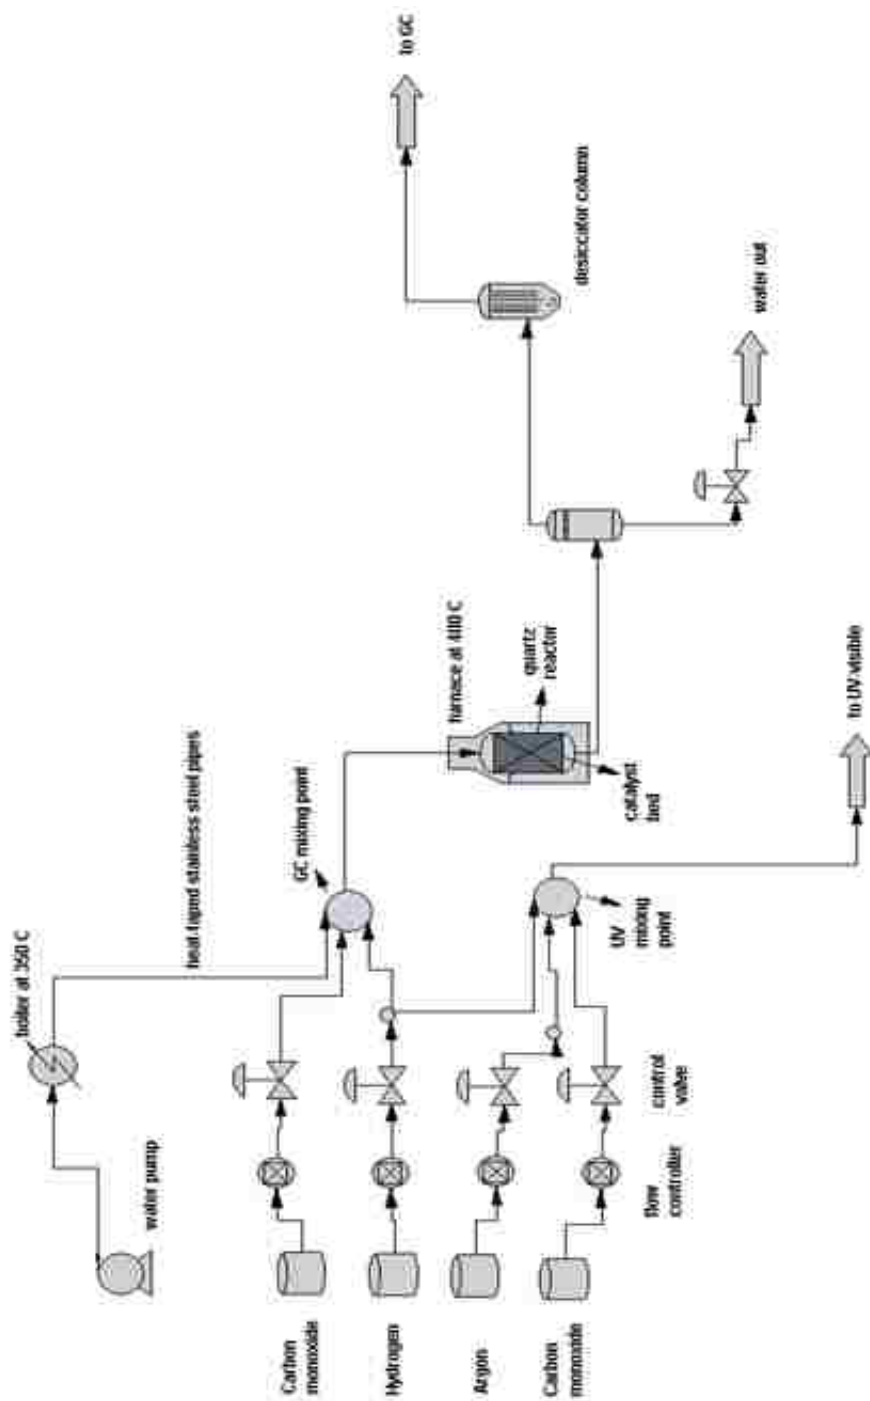 water pump
boiler at 350 C
heat-taped stainless steel pipes
GC mixing point
furnace at 400 C
quartz
reactor
catalyst
bed
to GC
desiccator column
water out
to UV visible
UV
mixing
point
Carbon
monoxide
Hydrogen
Argon
Carbon
monoxide
flow
controller
control
valve